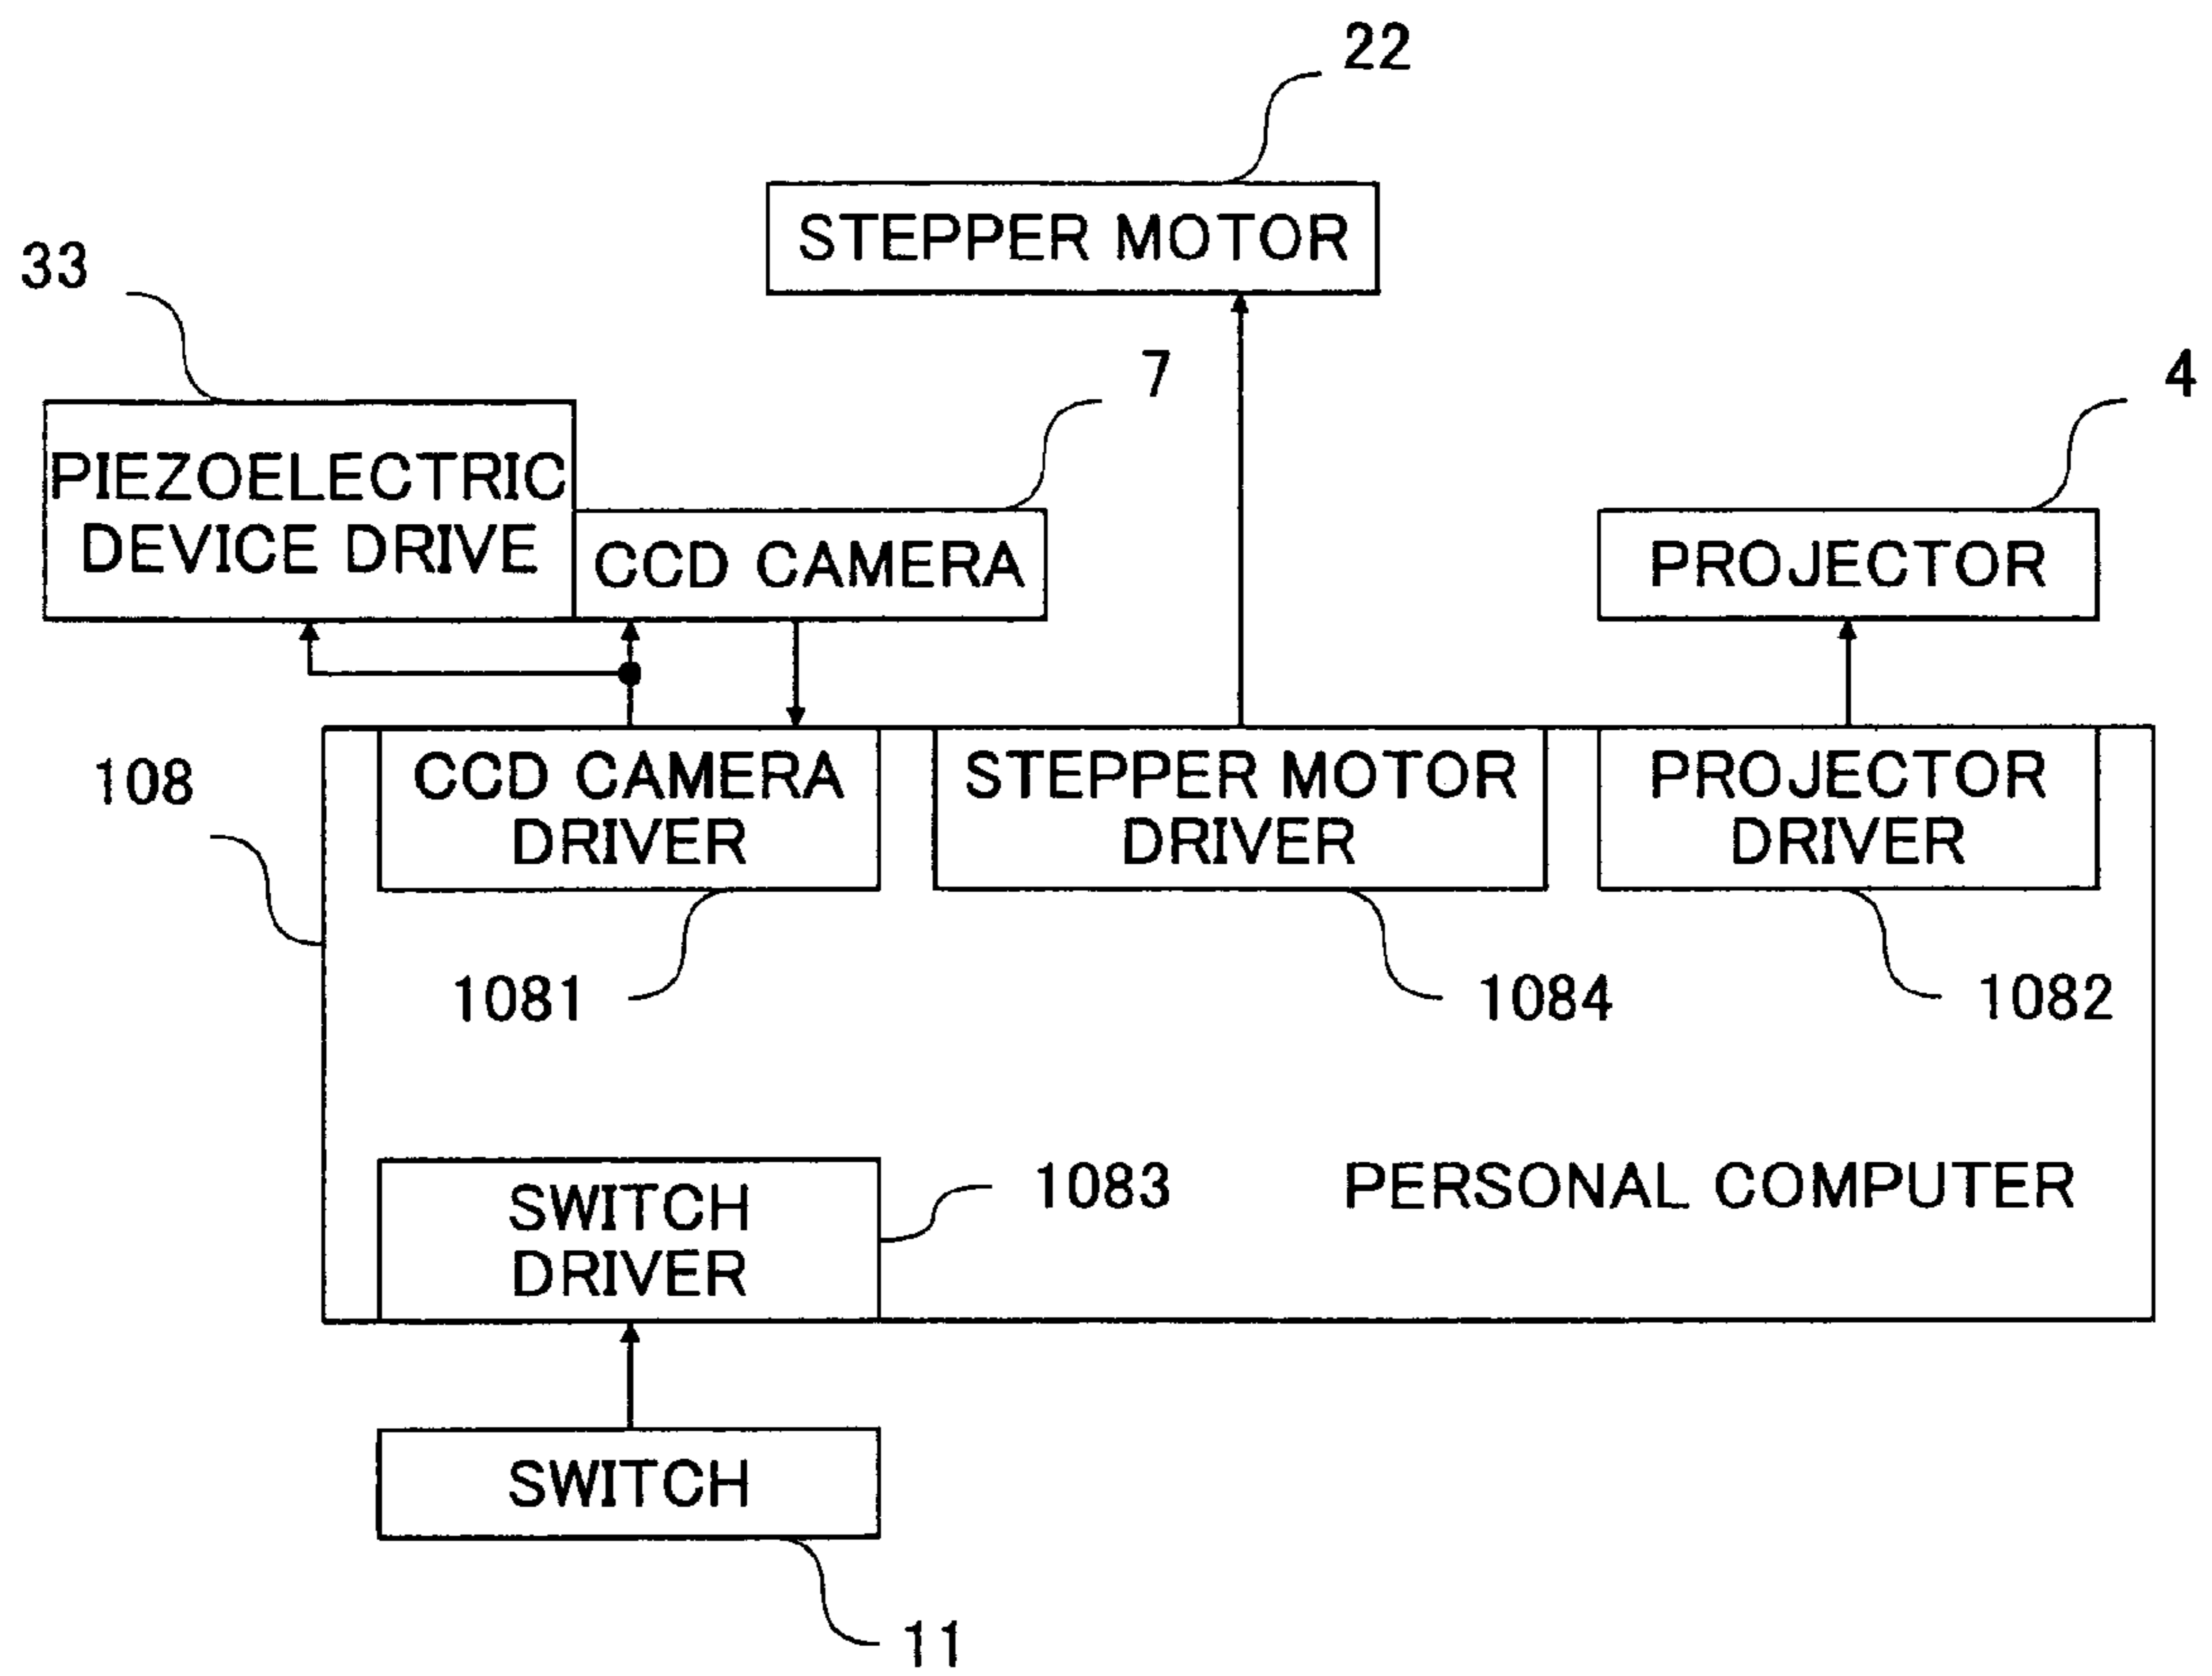 22
STEPPER MOTOR
33
7
4
PIEZOELECTRIC
DEVICE DRIVE
CCD CAMERA
PROJECTOR
108
CCD CAMERA
DRIVER
STEPPER MOTOR
DRIVER
PROJECTOR
DRIVER
1081
1084
1082
SWITCH
DRIVER
1083
PERSONAL COMPUTER
SWITCH
11